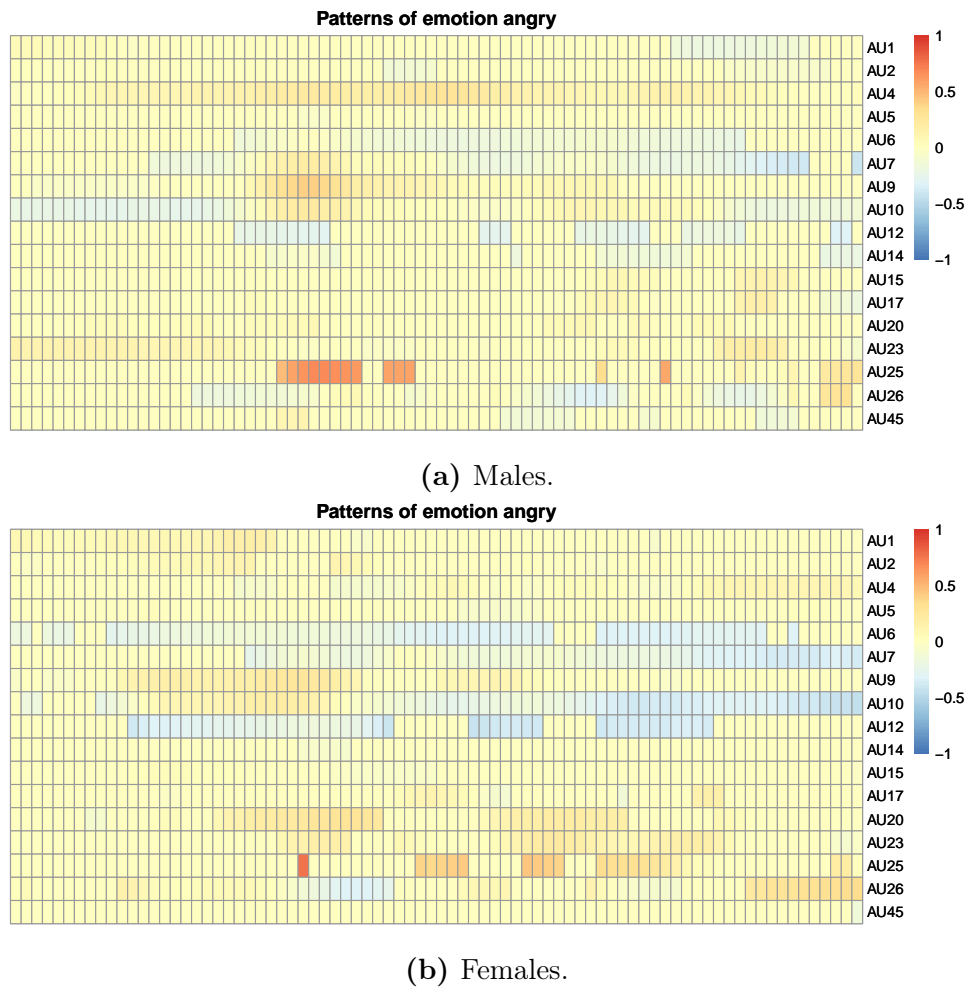 Patterns of emotion angry
AU1
AU2
AU4
AU5
AU6
AU7
AU9
AU10
AU12
AU14
AU15
AU17
AU20
AU23
AU25
AU26
AU45
1
0.5
0
−0.5
−1
(a) Males.
Patterns of emotion angry
AU1
AU2
AU4
AU5
AU6
AU7
AU9
AU10
AU12
AU14
AU15
AU17
AU20
AU23
AU25
AU26
AU45
1
0.5
0
−0.5
−1
(b) Females.